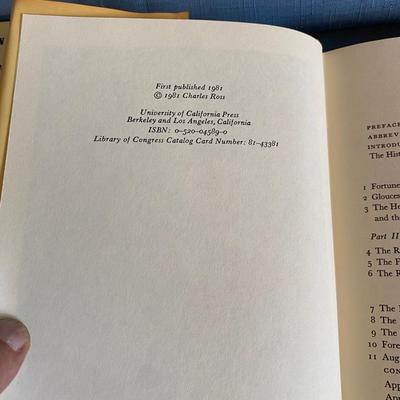 First published 1981
© 1981 Charles Ross
University of California Press
Berkeley and Los Angeles, California
ISBN: 0-520-04589-0
Library of Congress Catalog Card Number: 81-43381
PREFACE
ABBREV
INTRODU
The Hist
1 Fortune
2 Glouces
3 The He
and th
Part II
4 The R
5 The F
6 The R
7 The
8 The
9 The
10 Fore
11 Aug
CON
App